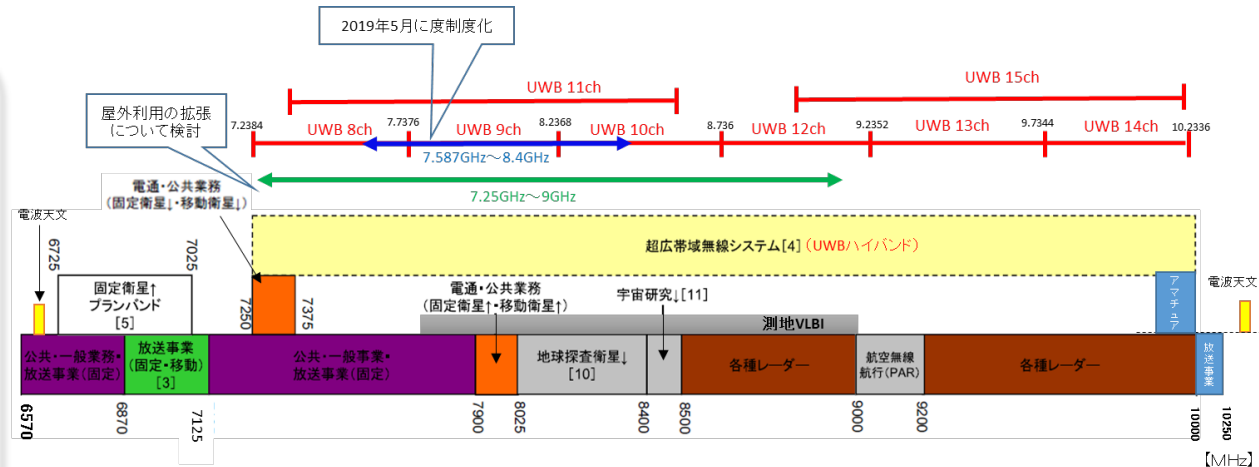 2019年5月に度制度化
UWB 11ch
UWB 15ch
屋外利用の拡張
について検討
7.2384
UWB 8ch
7.7376
UWB 9ch
8.2368
UWB 10ch
8.736
UWB 12ch
9.2352
UWB 13ch
9.7344
UWB 14ch
10.2336
7.587GHz～8.4GHz
7.25GHz～9GHz
電通・公共業務
(固定衛星↓・移動衛星↓)
電波天文
6725
7025
超広帯域無線システム[4] (UWBハイバンド)
固定衛星↑
ブランバンド
[5]
7250
7375
電通・公共業務
(固定衛星↑・移動衛星↑)
宇宙研究↓[11]
アマチュア
電波天文
測地VLBI
公共・一般業務・
放送事業(固定)
放送事業
(固定・移動)
[3]
公共・一般事業・
放送事業(固定)
地球探査衛星↓
[10]
各種レーダー
航空無線
航行(PAR)
各種レーダー
放送事業
6570
6870
7125
7900
8025
8400
8500
9000
9200
10000
10250
【MHz】